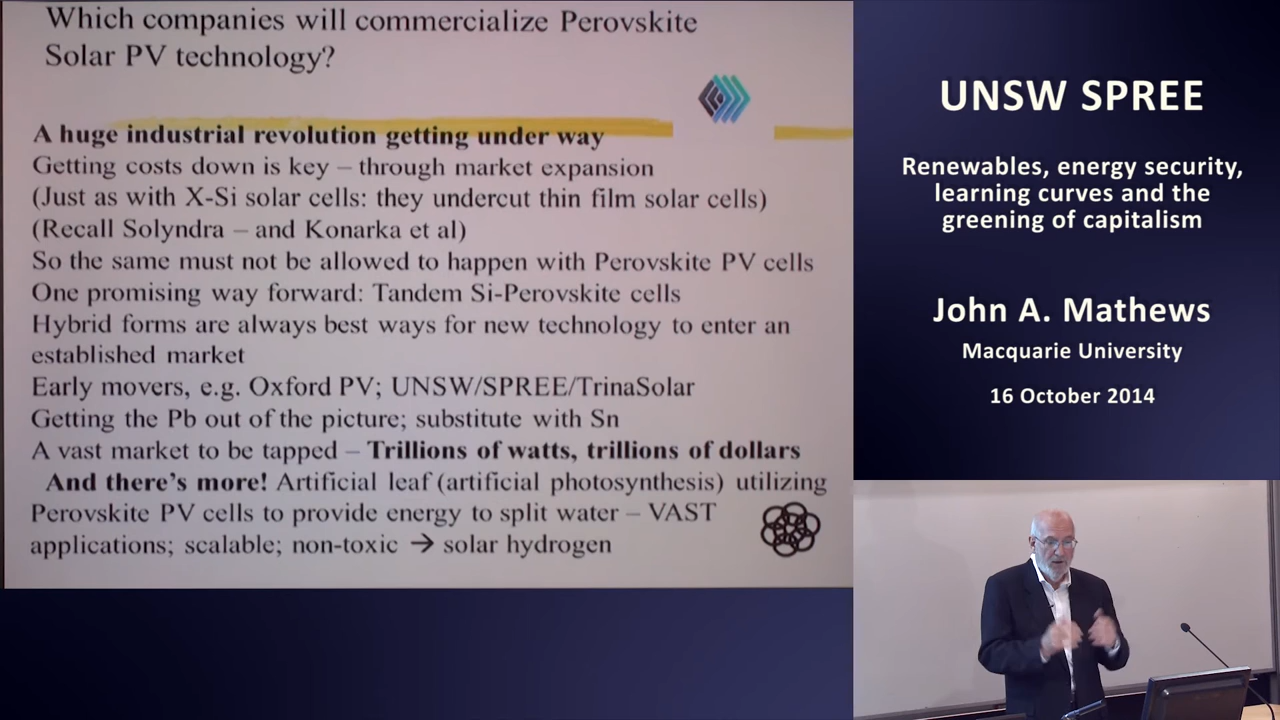 Which companies will commercialize Perovskite
Solar PV technology?
A huge industrial revolution getting under way
Getting costs down is key – through market expansion
(Just as with X-Si solar cells: they undercut thin film solar cells)
(Recall Solyndra – and Konarka et al)
So the same must not be allowed to happen with Perovskite PV cells
One promising way forward: Tandem Si-Perovskite cells
Hybrid forms are always best ways for new technology to enter an
established market
Early movers, e.g. Oxford PV; UNSW/SPREE/TrinaSolar
Getting the Pb out of the picture; substitute with Sn
A vast market to be tapped – Trillions of watts, trillions of dollars
And there's more! Artificial leaf (artificial photosynthesis) utilizing
Perovskite PV cells to provide energy to split water – VAST
applications; scalable; non-toxic → solar hydrogen
UNSW SPREE
Renewables, energy security,
learning curves and the
greening of capitalism
John A. Mathews
Macquarie University
16 October 2014